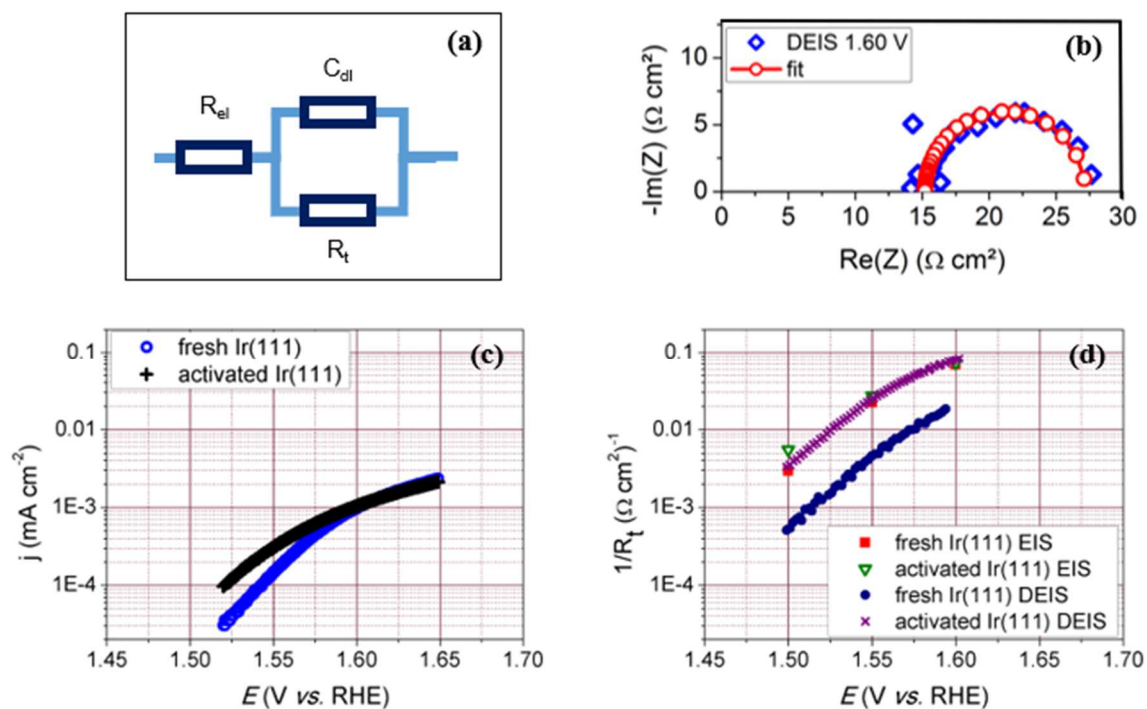 (a)
C_dl
R_el
R_t
(b)
DEIS 1.60 V
fit
-Im(Z) (Ω cm²)
10
5
0
0 5 10 15 20 25 30
Re(Z) (Ω cm²)
(c)
fresh Ir(111)
activated Ir(111)
j (mA cm⁻²)
0.1
0.01
1E-3
1E-4
1.45 1.50 1.55 1.60 1.65 1.70
E (V vs. RHE)
(d)
1/R_t (Ω cm²)⁻¹
0.1
0.01
1E-3
1E-4
fresh Ir(111) EIS
activated Ir(111) EIS
fresh Ir(111) DEIS
activated Ir(111) DEIS
1.45 1.50 1.55 1.60 1.65 1.70
E (V vs. RHE)